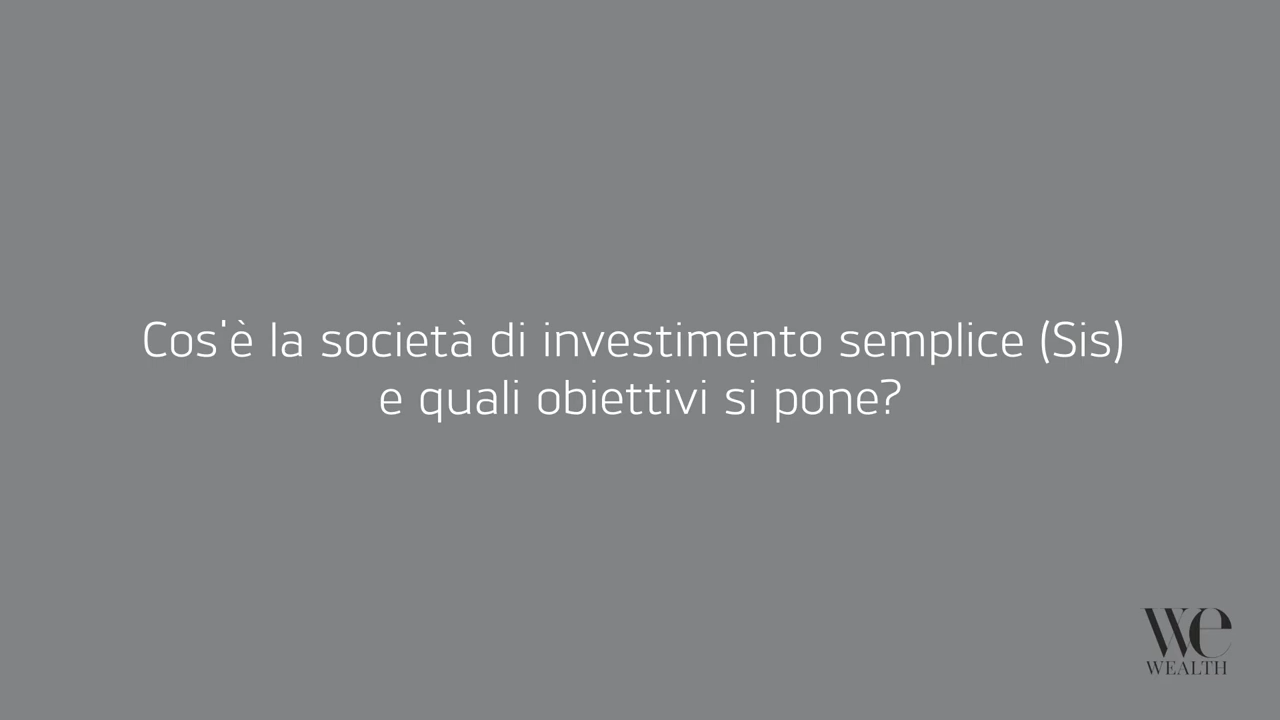 Cos'è la società di investimento semplice (Sis)
e quali obiettivi si pone?
we
WEALTH